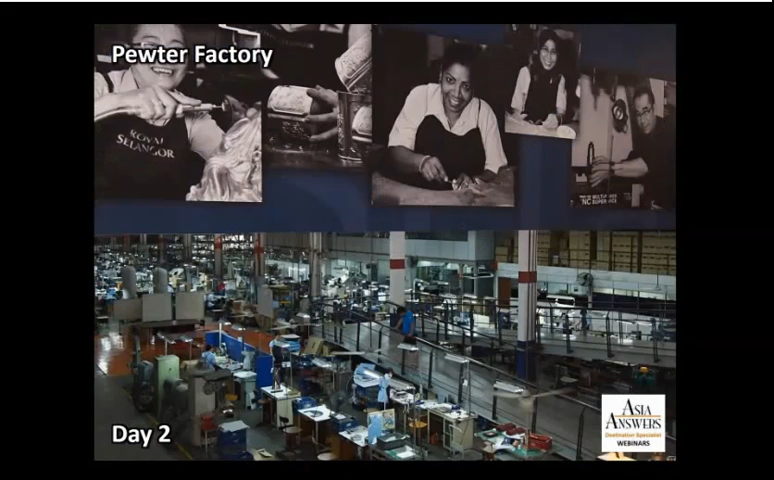 Pewter Factory
ROYAL
SELANGOR
Day 2
ASIA
ANSWERS
Destination Specialist
WEBINARS